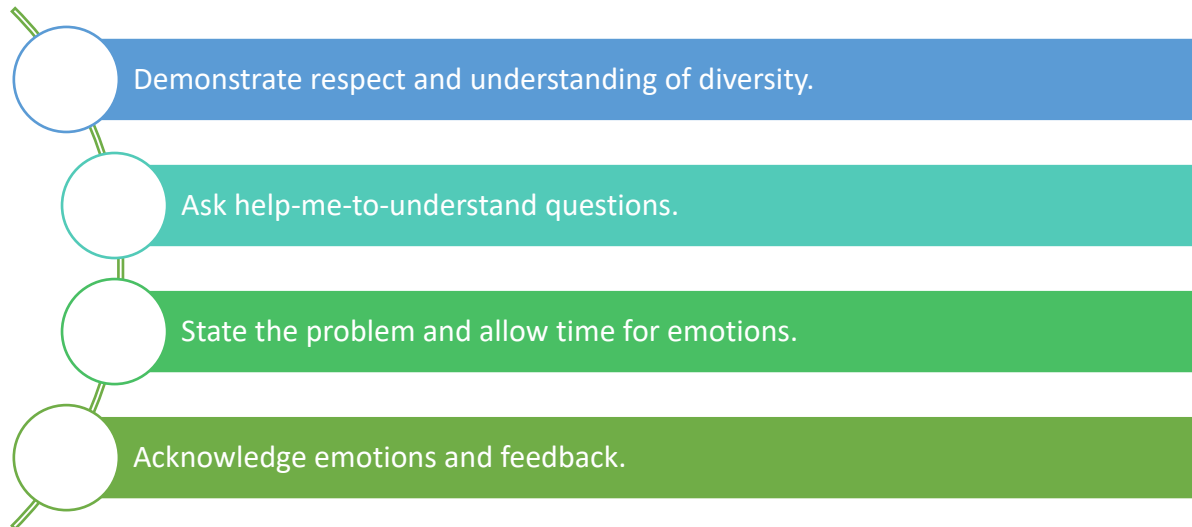 Demonstrate respect and understanding of diversity.
Ask help-me-to-understand questions.
State the problem and allow time for emotions.
Acknowledge emotions and feedback.